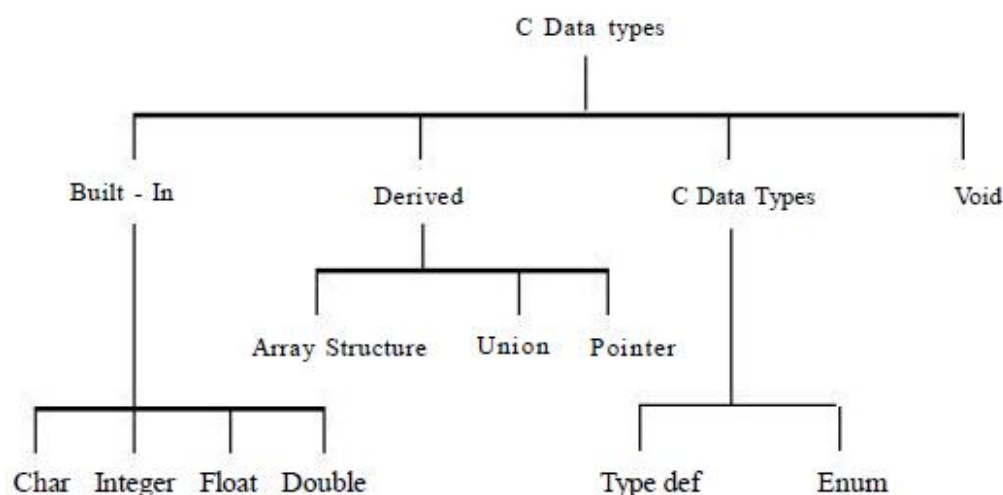 C Data types
Built - In Derived C Data Types Void
Array Structure Union Pointer
Char Integer Float Double Type def Enum